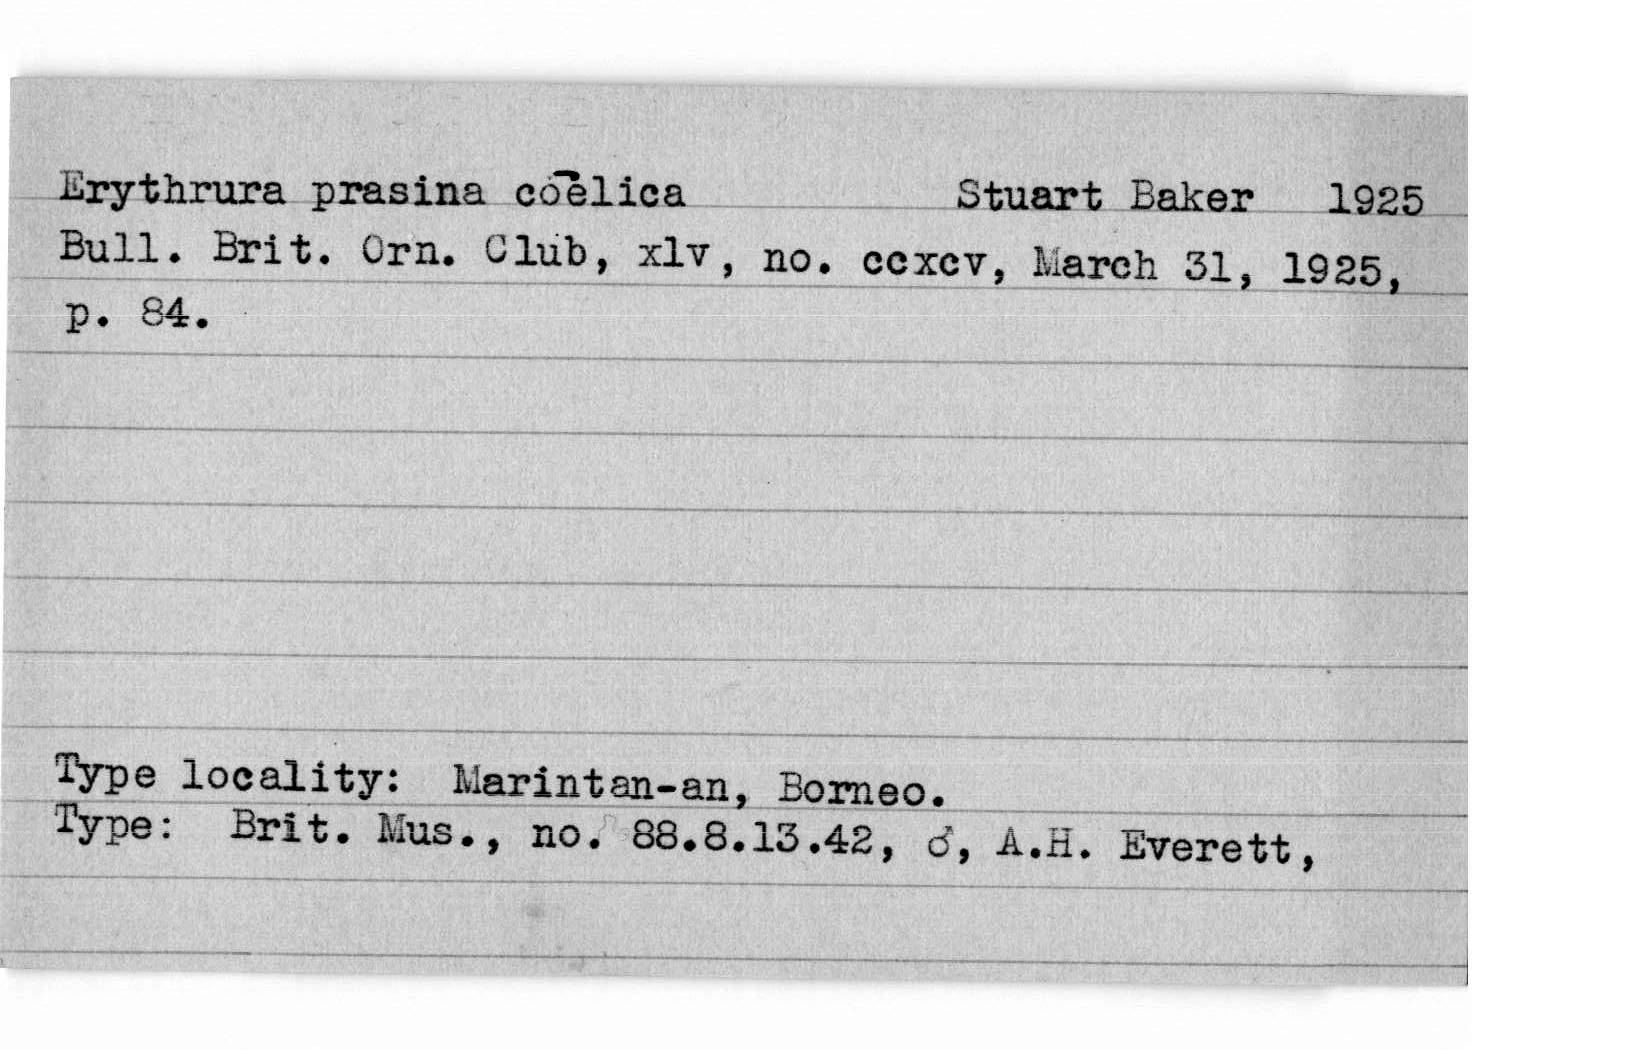 Erythrura prasina cōēlica Stuart Baker 1925
Bull. Brit. Orn. Club, xlv, no. ccxcv, March 31, 1925,
p. 84.
Type locality: Marintan-an, Borneo.
Type: Brit. Mus., no. 88.8.13.42, ♂, A.H. Everett,